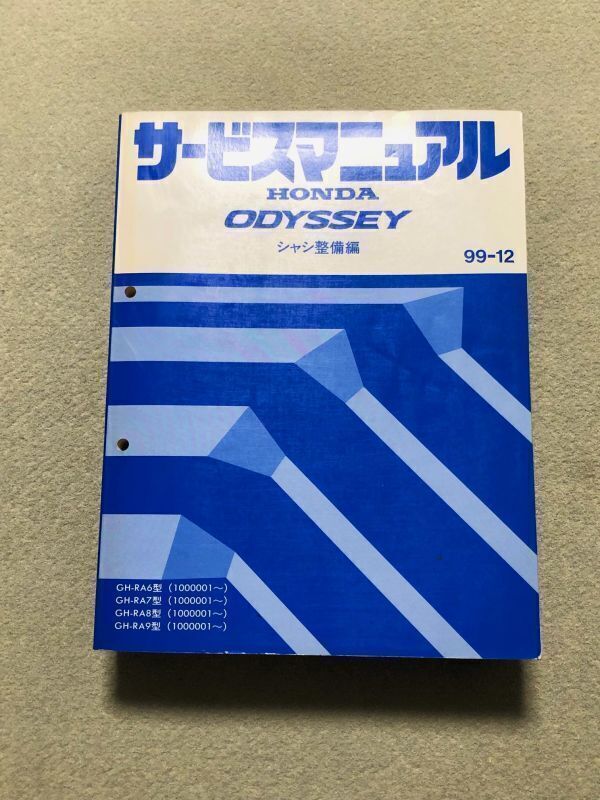 サービスマニュアル
HONDA
ODYSSEY
シャシ整備編
99-12
GH-RA6型 (1000001〜)
GH-RA7型 (1000001〜)
GH-RA8型 (1000001〜)
GH-RA9型 (1000001〜)